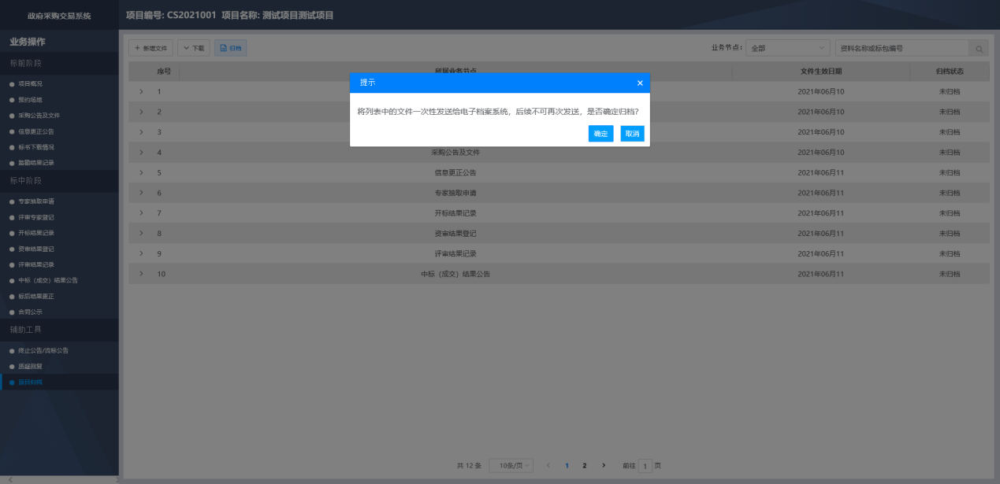 政府采购交易系统
项目编号: CS2021001 项目名称: 测试项目测试项目
业务操作
标前阶段
项目概况
预约场地
采购公告及文件
信息更正公告
标书下载情况
踏勘结果记录
标中阶段
专家抽取申请
评审专家登记
开标结果记录
资审结果登记
评审结果记录
中标（成交）结果公告
标后结果更正
合同公示
辅助工具
终止公告/流标公告
质疑回复
项目归档
新增文件 下载 归档
业务节点: 全部 资料名称或标包编号
序号 所属业务节点 文件生效日期 归档状态
1 2021年06月10 未归档
2 2021年06月10 未归档
3 2021年06月10 未归档
4 采购公告及文件 2021年06月10 未归档
5 信息更正公告 2021年06月11 未归档
6 专家抽取申请 2021年06月11 未归档
7 开标结果记录 2021年06月11 未归档
8 资审结果登记 2021年06月11 未归档
9 评审结果记录 2021年06月11 未归档
10 中标（成交）结果公告 2021年06月11 未归档
提示
将列表中的文件一次性发送给电子档案系统，后续不可再次发送，是否确定归档?
确定 取消
共 12 条 10条/页 1 2 前往 1 页